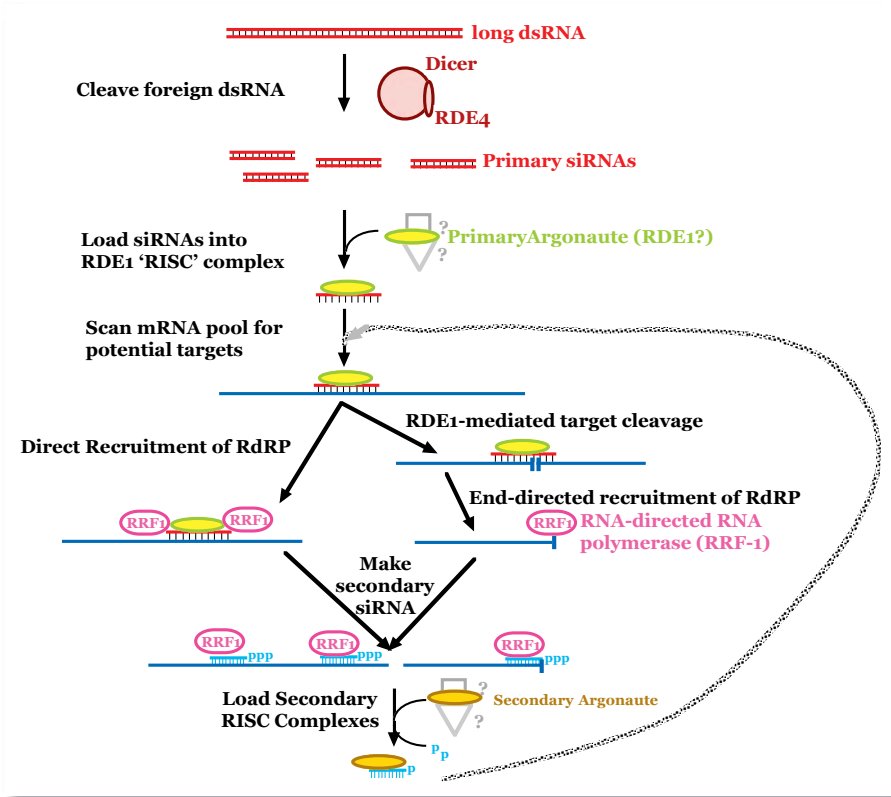 long dsRNA
Dicer
Cleave foreign dsRNA
RDE4
Primary siRNAs
?
Load siRNAs into
PrimaryArgonaute (RDE1?)
RDE1 ‘RISC’ complex
?
Scan mRNA pool for
potential targets
RDE1-mediated target cleavage
Direct Recruitment of RdRP
End-directed recruitment of RdRP
RRF1
RRF1
RRF1
RNA-directed RNA
polymerase (RRF-1)
Make
secondary
siRNA
RRF1
ppp
RRF1
ppp
RRF1
ppp
Load Secondary
RISC Complexes
?
Secondary Argonaute
?
p
p
p